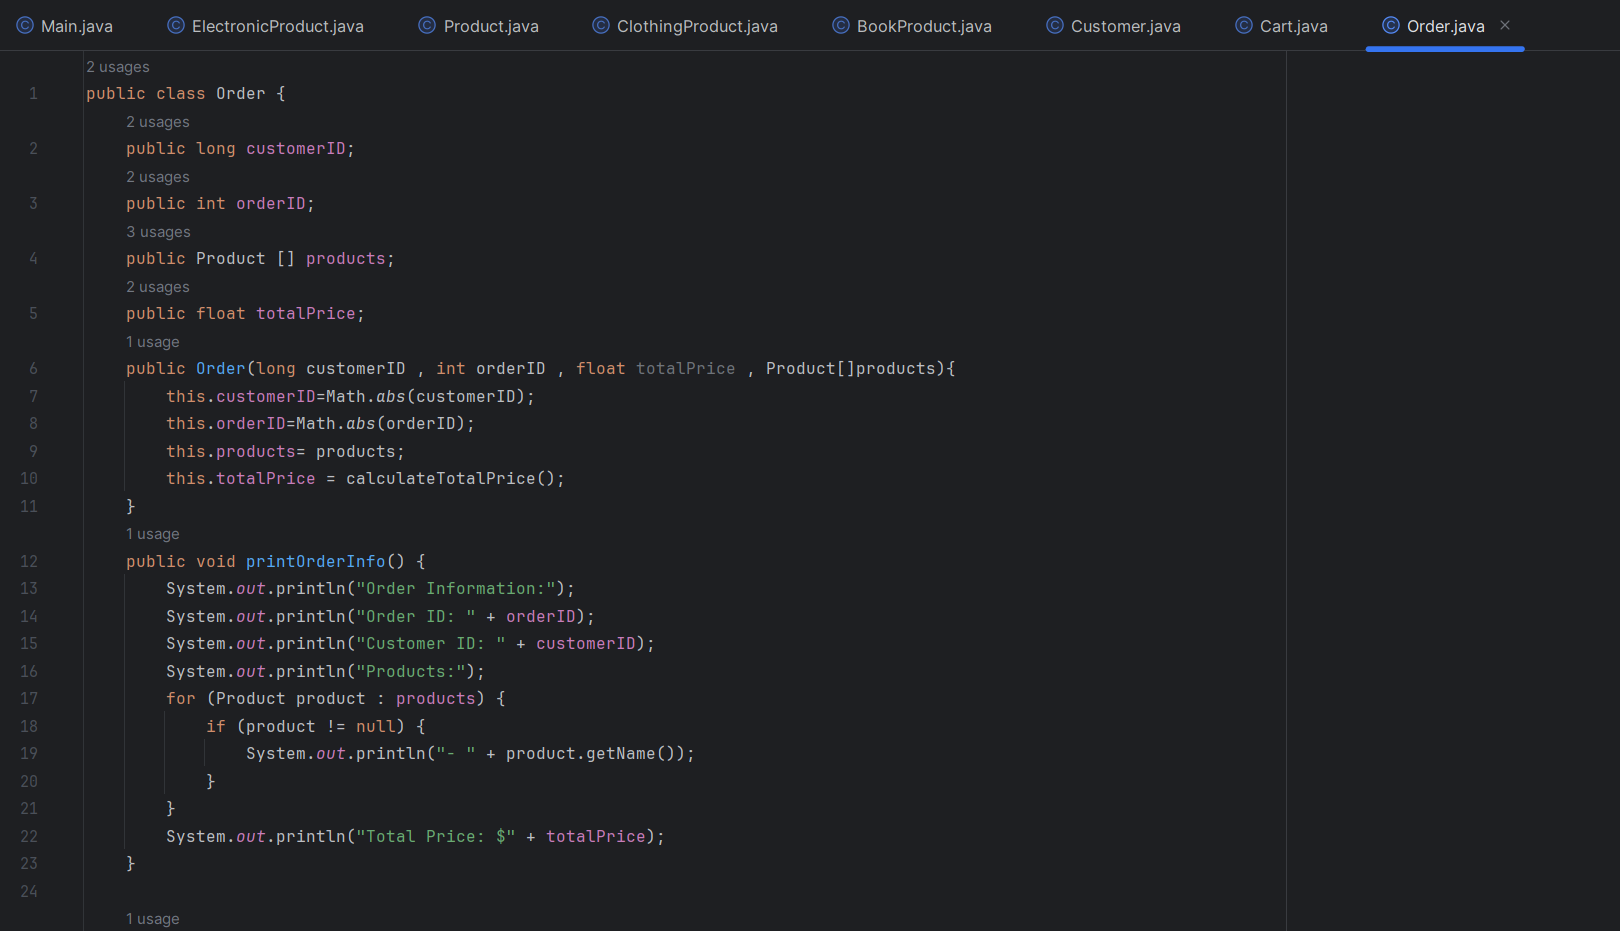 Main.java ElectronicProduct.java Product.java ClothingProduct.java BookProduct.java Customer.java Cart.java Order.java
2 usages
1 public class Order {
2 usages
2 public long customerID;
2 usages
3 public int orderID;
3 usages
4 public Product [] products;
2 usages
5 public float totalPrice;
1 usage
6 public Order(long customerID , int orderID , float totalPrice , Product[]products){
7 this.customerID=Math.abs(customerID);
8 this.orderID=Math.abs(orderID);
9 this.products= products;
10 this.totalPrice = calculateTotalPrice();
11 }
1 usage
12 public void printOrderInfo() {
13 System.out.println("Order Information:");
14 System.out.println("Order ID: " + orderID);
15 System.out.println("Customer ID: " + customerID);
16 System.out.println("Products:");
17 for (Product product : products) {
18 if (product != null) {
19 System.out.println("- " + product.getName());
20 }
21 }
22 System.out.println("Total Price: $" + totalPrice);
23 }
24
1 usage